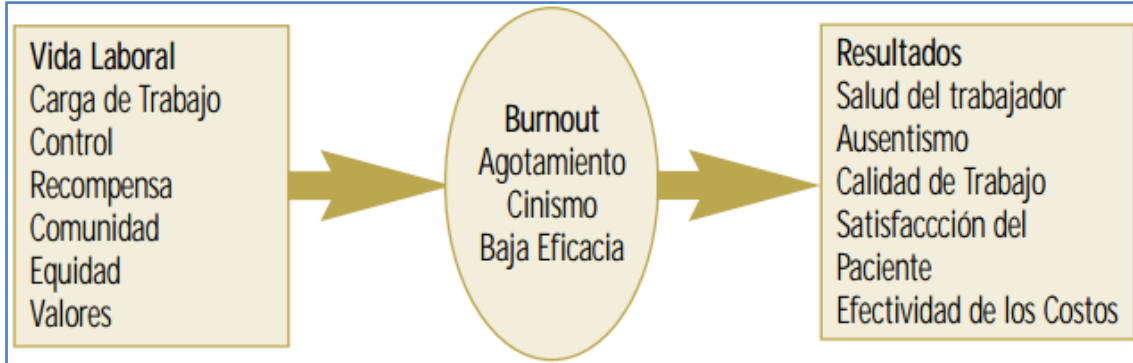 Vida Laboral
Carga de Trabajo
Control
Recompensa
Comunidad
Equidad
Valores
Burnout
Agotamiento
Cinismo
Baja Eficacia
Resultados
Salud del trabajador
Ausentismo
Calidad de Trabajo
Satisfaccción del
Paciente
Efectividad de los Costos